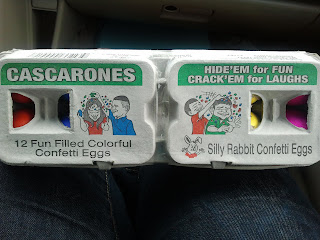 CASCARONES
12 Fun Filled Colorful
Confetti Eggs
HIDE'EM for FUN
CRACK'EM for LAUGHS
Silly Rabbit Confetti Eggs